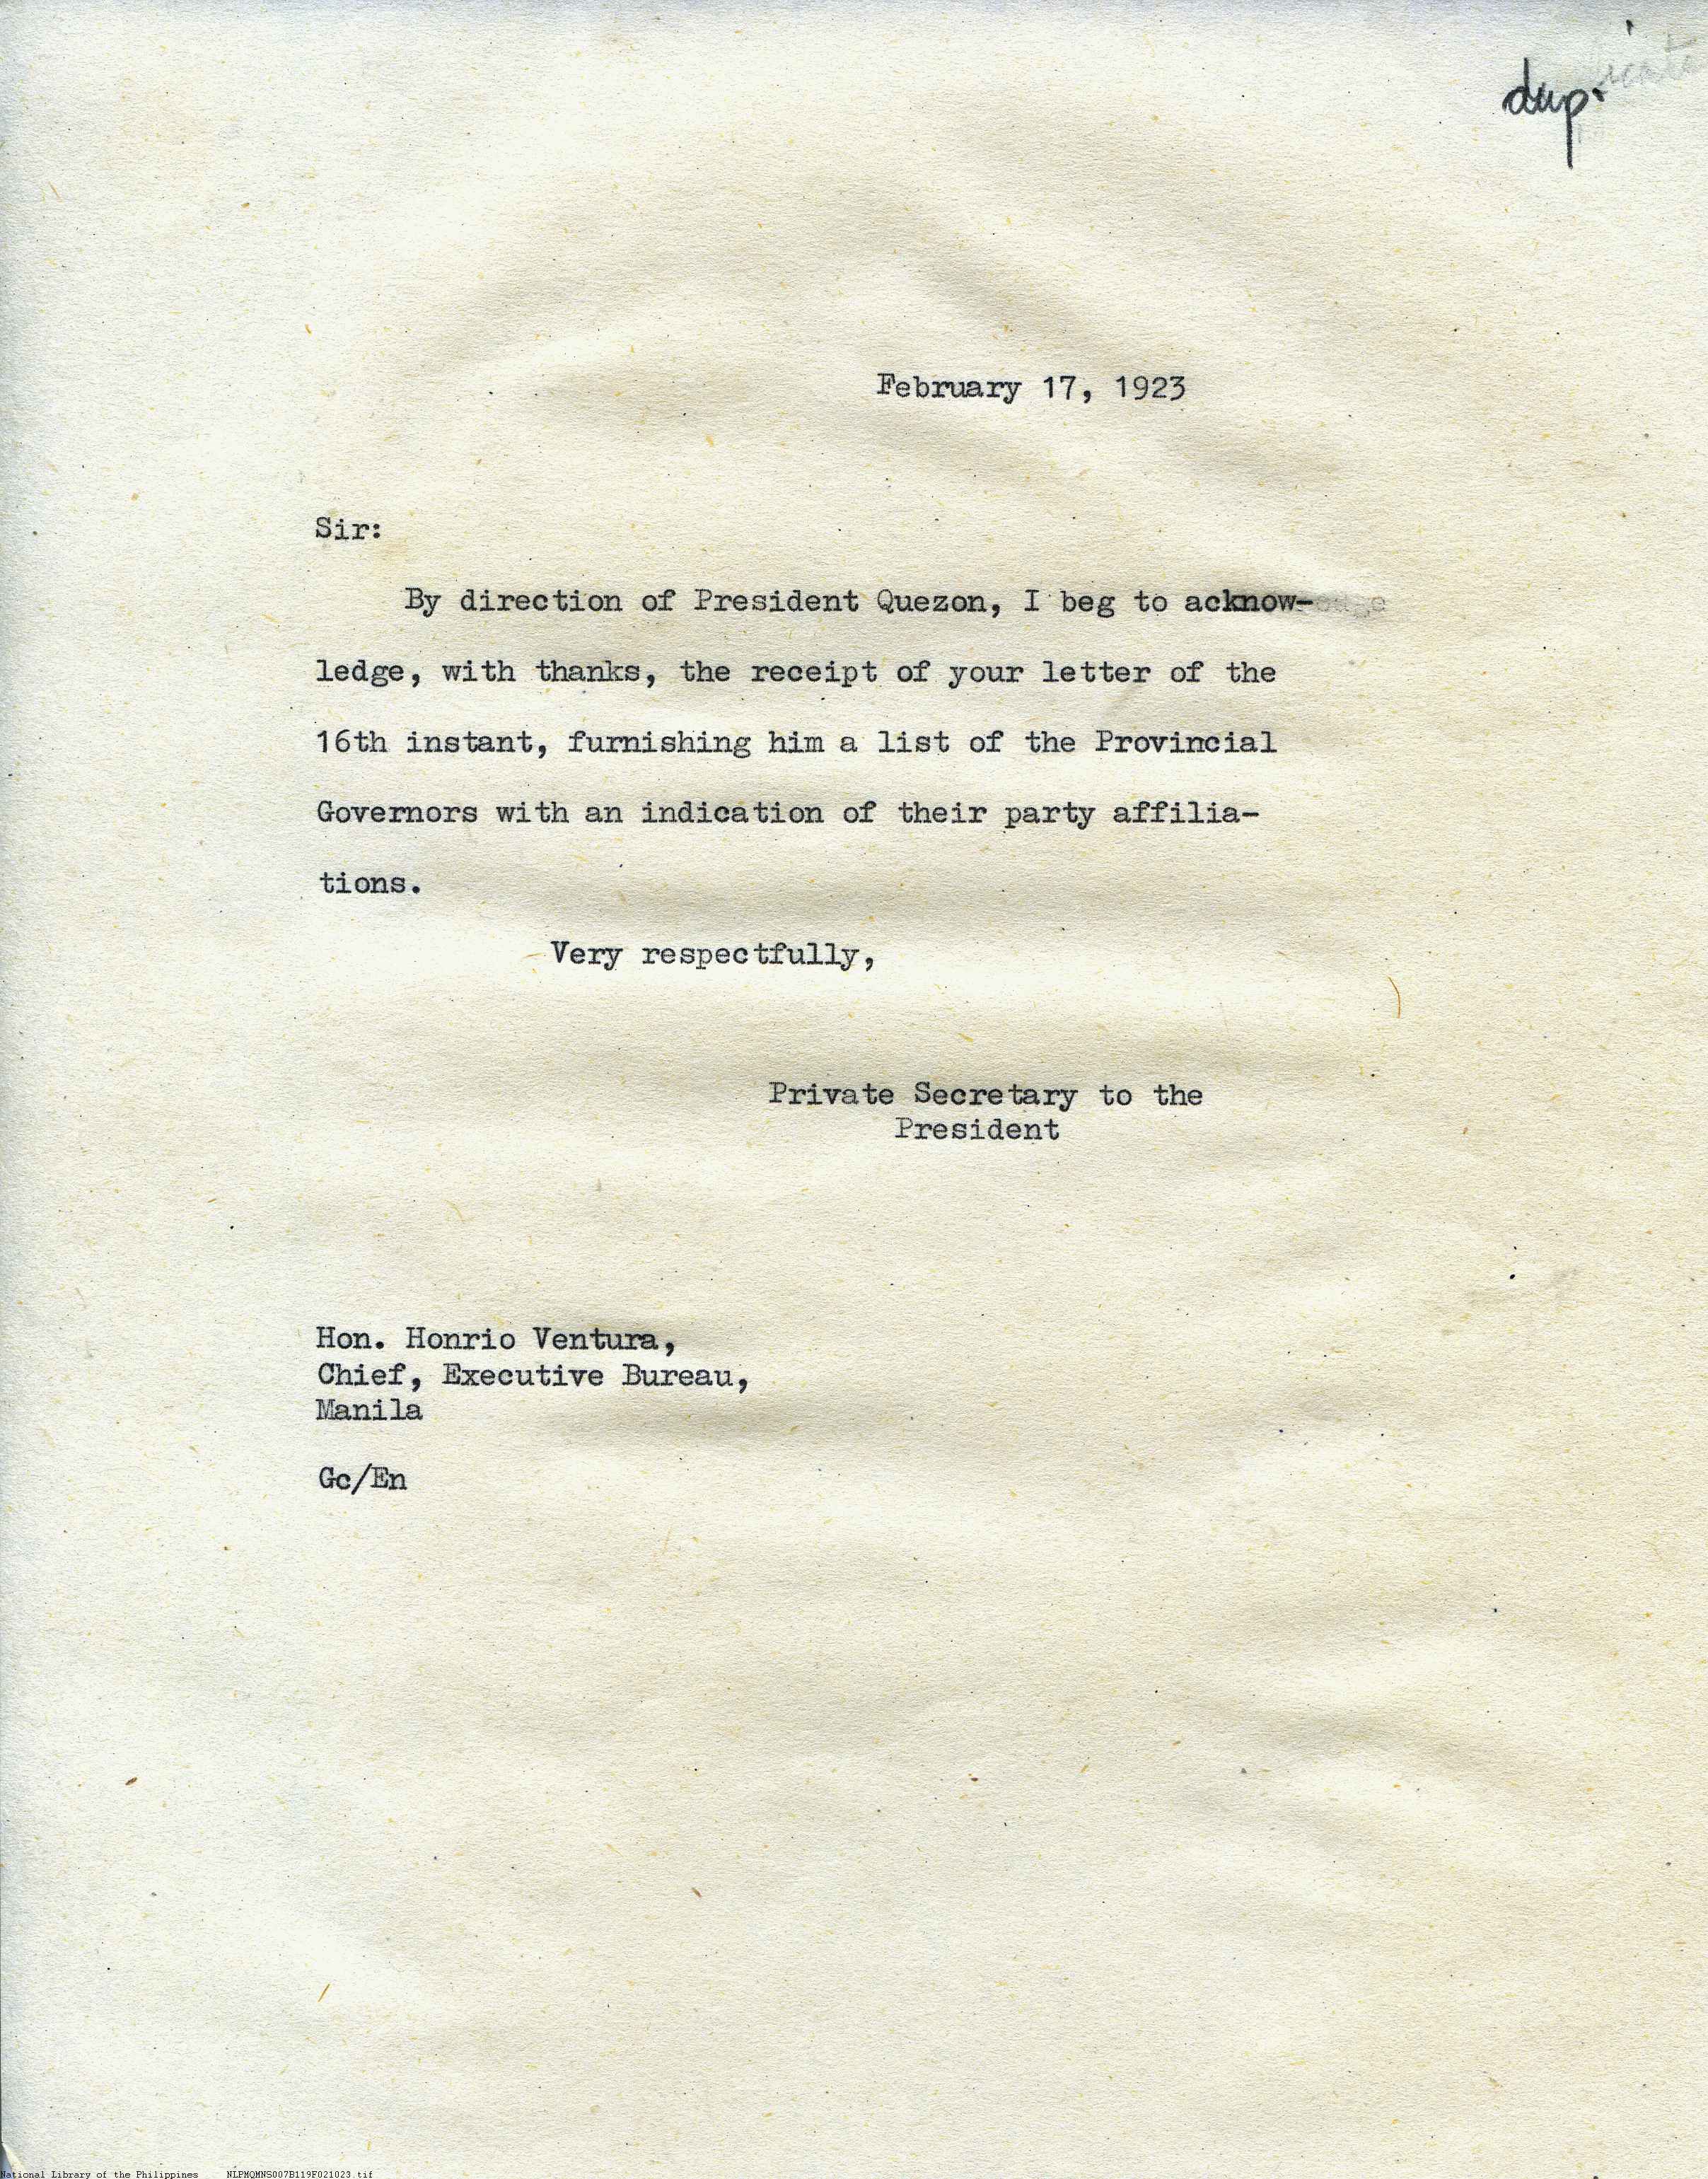 dup.
February 17, 1923
Sir:
By direction of President Quezon, I beg to acknow-
ledge, with thanks, the receipt of your letter of the
16th instant, furnishing him a list of the Provincial
Governors with an indication of their party affilia-
tions.
Very respectfully,
Private Secretary to the
President
Hon. Honrio Ventura,
Chief, Executive Bureau,
Manila
Gc/En
National Library of the Philippines NLPMQMNS007B119F021023.tif